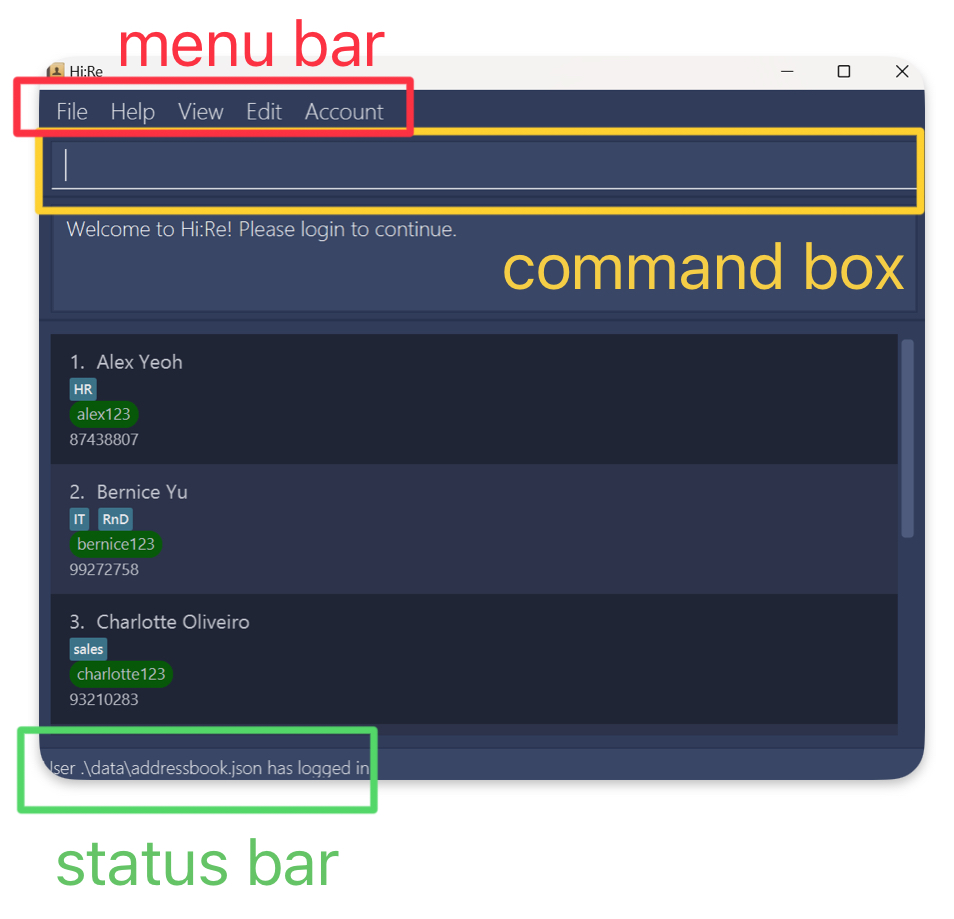 menu bar
Hi:Re
File Help View Edit Account
Welcome to Hi:Re! Please login to continue.
command box
1. Alex Yeoh
HR
alex123
87438807
2. Bernice Yu
IT RnD
bernice123
99272758
3. Charlotte Oliveiro
sales
charlotte123
93210283
User .\data\addressbook.json has logged in
status bar